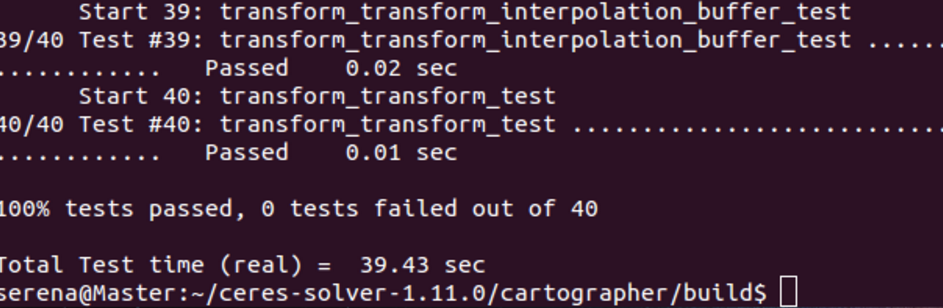 Start 39: transform_transform_interpolation_buffer_test
39/40 Test #39: transform_transform_interpolation_buffer_test ......
............   Passed    0.02 sec
Start 40: transform_transform_test
40/40 Test #40: transform_transform_test ..........................
............   Passed    0.01 sec
100% tests passed, 0 tests failed out of 40
Total Test time (real) =  39.43 sec
serena@Master:~/ceres-solver-1.11.0/cartographer/build$